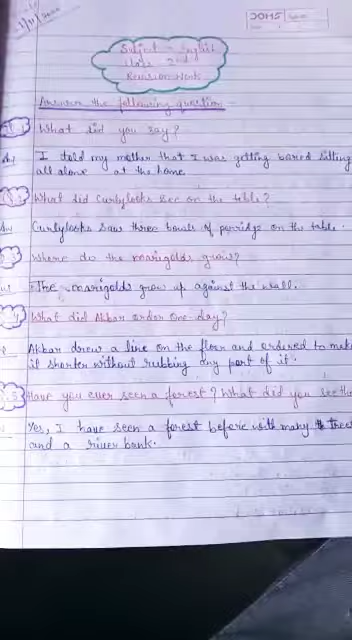 DOMS
Subject - English
Class 2nd
Revision Work
Answer the following question -
What did you say?
I told my mother that I was getting bored sitting
all alone at the home.
What did Curlylocks see on the table?
Curlylocks saw three bowls of porridge on the table.
Where do the marigolds grow?
The marigolds grow up against the wall.
What did Akbar order One-day?
Akbar drew a line on the floor and ordered to make
it shorter without rubbing any part of it.
Have you ever seen a forest? What did you see
Yes, I have seen a forest before with many
and a river bank.